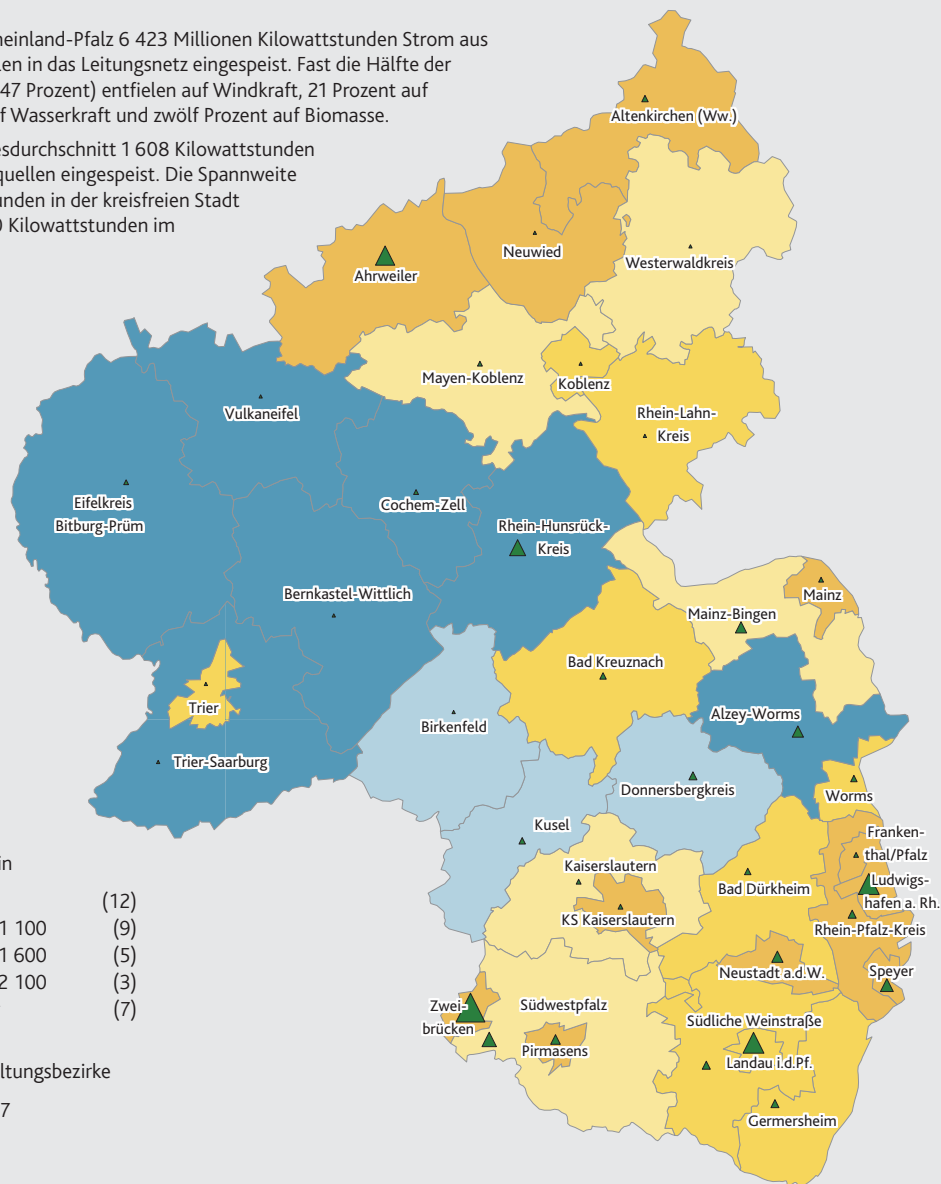 heinland-Pfalz 6 423 Millionen Kilowattstunden Strom aus
len in das Leitungsnetz eingespeist. Fast die Hälfte der
47 Prozent) entfielen auf Windkraft, 21 Prozent auf
f Wasserkraft und zwölf Prozent auf Biomasse.
esdurchschnitt 1 608 Kilowattstunden
quellen eingespeist. Die Spannweite
unden in der kreisfreien Stadt
0 Kilowattstunden im
Altenkirchen (Ww.)
Neuwied
Westerwaldkreis
Ahrweiler
Mayen-Koblenz
Koblenz
Vulkaneifel
Rhein-Lahn-
Kreis
Eifelkreis
Bitburg-Prüm
Cochem-Zell
Rhein-Hunsrück-
Kreis
Bernkastel-Wittlich
Mainz
Mainz-Bingen
Bad Kreuznach
Trier
Birkenfeld
Alzey-Worms
Trier-Saarburg
Donnersbergkreis
Worms
Kusel
Franken-
thal/Pfalz
Kaiserslautern
Bad Dürkheim
Ludwigs-
hafen a. Rh.
KS Kaiserslautern
Rhein-Pfalz-Kreis
Neustadt a.d.W.
Speyer
Zwei-
brücken
Südwestpfalz
Südliche Weinstraße
Pirmasens
Landau i.d.Pf.
Germersheim
in
(12)
1 100 (9)
1 600 (5)
2 100 (3)
(7)
ltungsbezirke
7